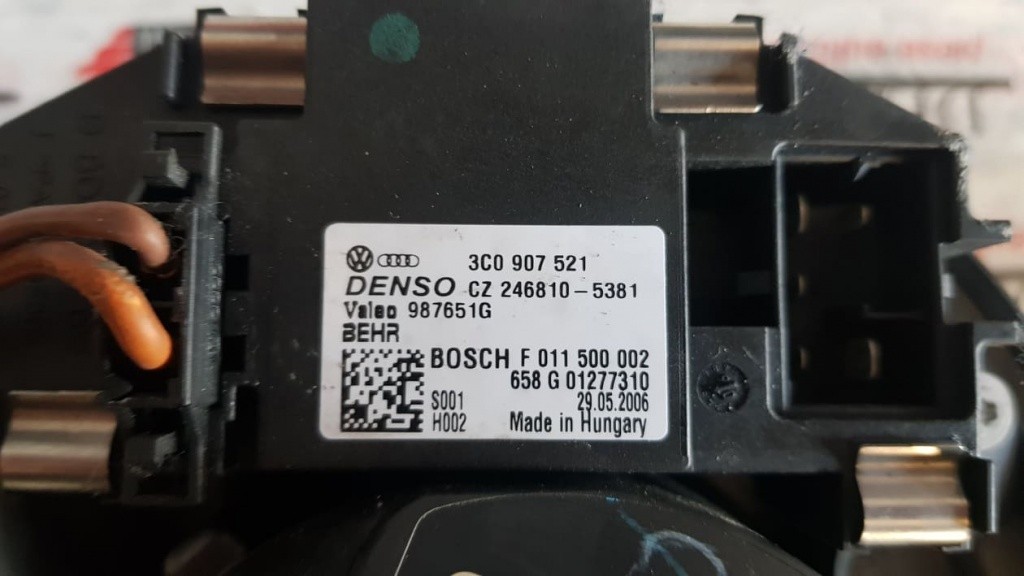 3C0 907 521
DENSO CZ 246810-5381
Valeo 987651G
BEHR
BOSCH F 011 500 002
658 G 01277310
S001 29.05.2006
H002 Made in Hungary